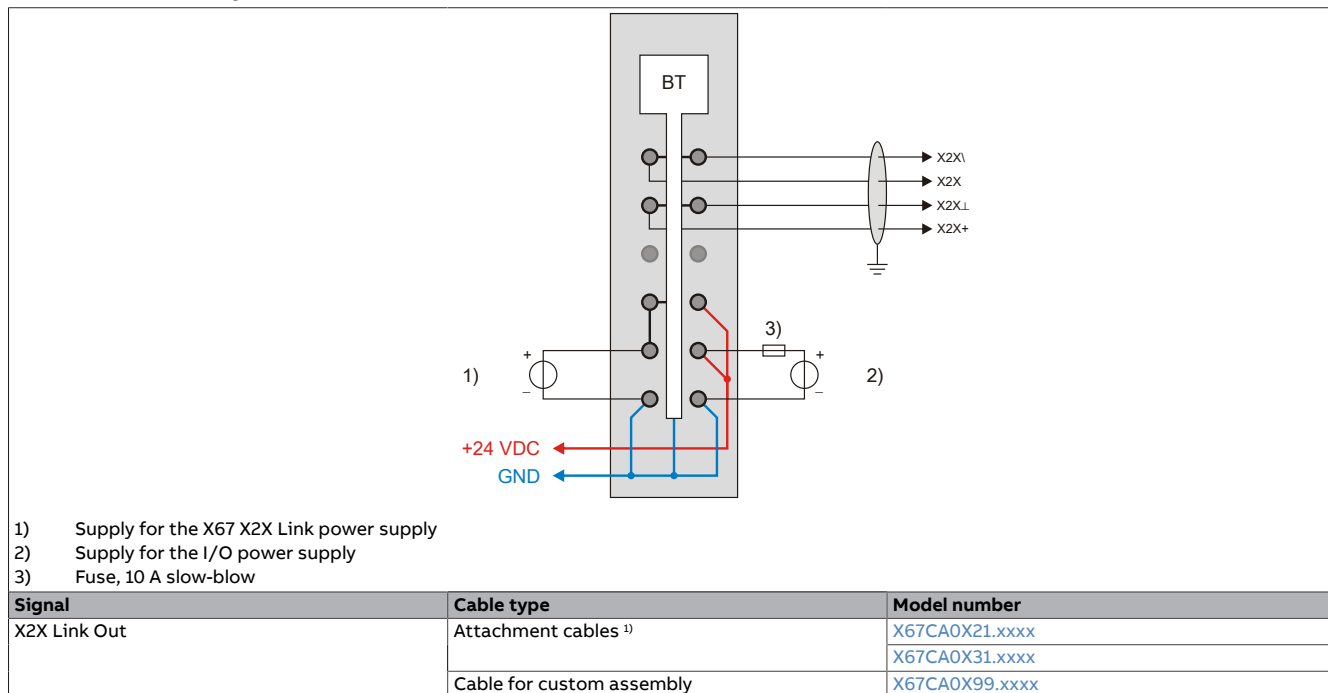 BT
X2X\
X2X
X2X⊥
X2X+
3)
+
+
1)
2)
–
–
+24 VDC
GND
1) Supply for the X67 X2X Link power supply
2) Supply for the I/O power supply
3) Fuse, 10 A slow-blow
Signal Cable type Model number
X2X Link Out Attachment cables 1) X67CA0X21.xxxx
X67CA0X31.xxxx
Cable for custom assembly X67CA0X99.xxxx